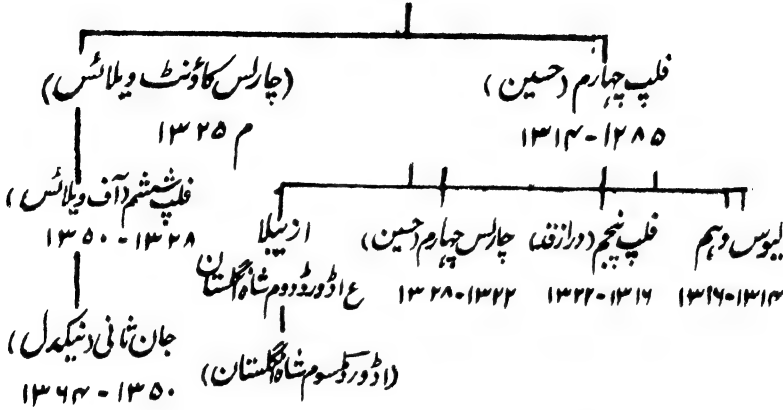 فلپ چہارم (حسین) (چارلس کاؤنٹ ویلائس)
۱۲۸۵-۱۳۱۴ م ۱۳۲۵
فلپ ششم (آف ویلائس)
۱۳۲۸-۱۳۵۰
لیوس دہم فلپ پنجم (درازقد) چارلس چہارم (حسین) ازبیلا
۱۳۱۴-۱۳۱۶ ۱۳۱۶-۱۳۲۲ ۱۳۲۲-۱۳۲۸ ع اڈورڈ دوم شاہ انگلستان
جان ثانی (نیکدل)
۱۳۵۰-۱۳۶۴
(اڈورڈ سوم شاہ انگلستان)